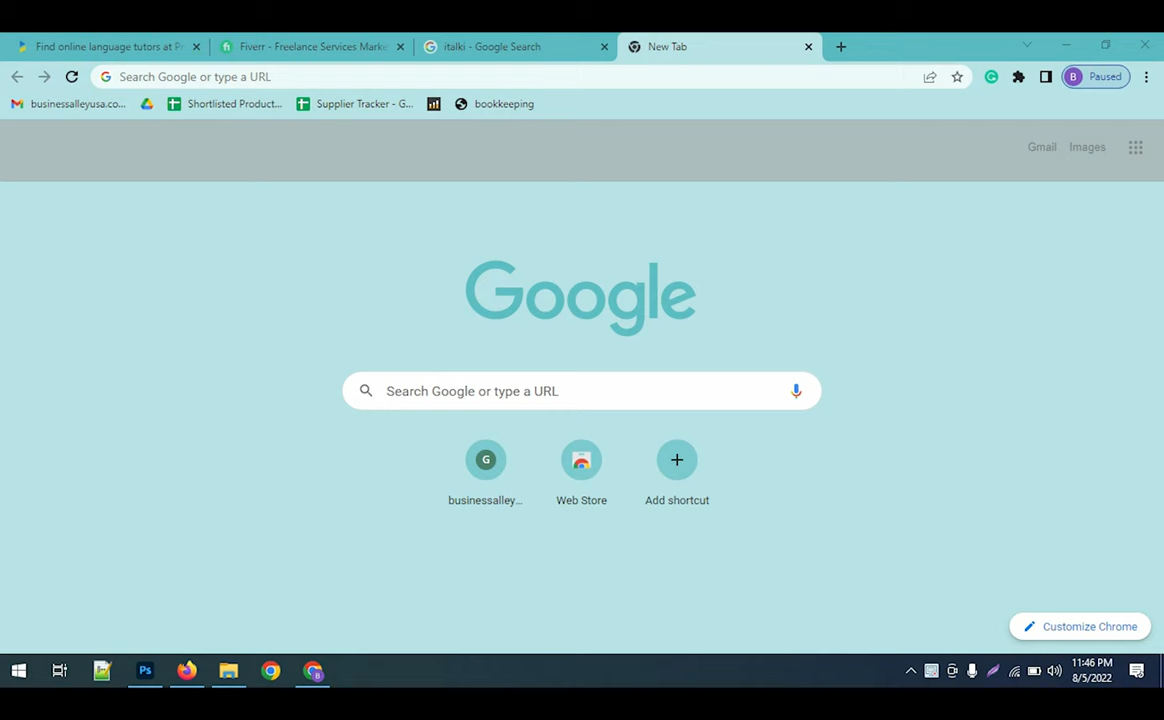 Find online language tutors at Pr
Fiverr - Freelance Services Marke
italki - Google Search
New Tab
Search Google or type a URL
B Paused
businessalleyusa.co...
Shortlisted Product...
Supplier Tracker - G...
bookkeeping
Gmail Images
Google
Search Google or type a URL
G
businessalley...
Web Store
Add shortcut
Customize Chrome
Ps
B
11:46 PM
8/5/2022